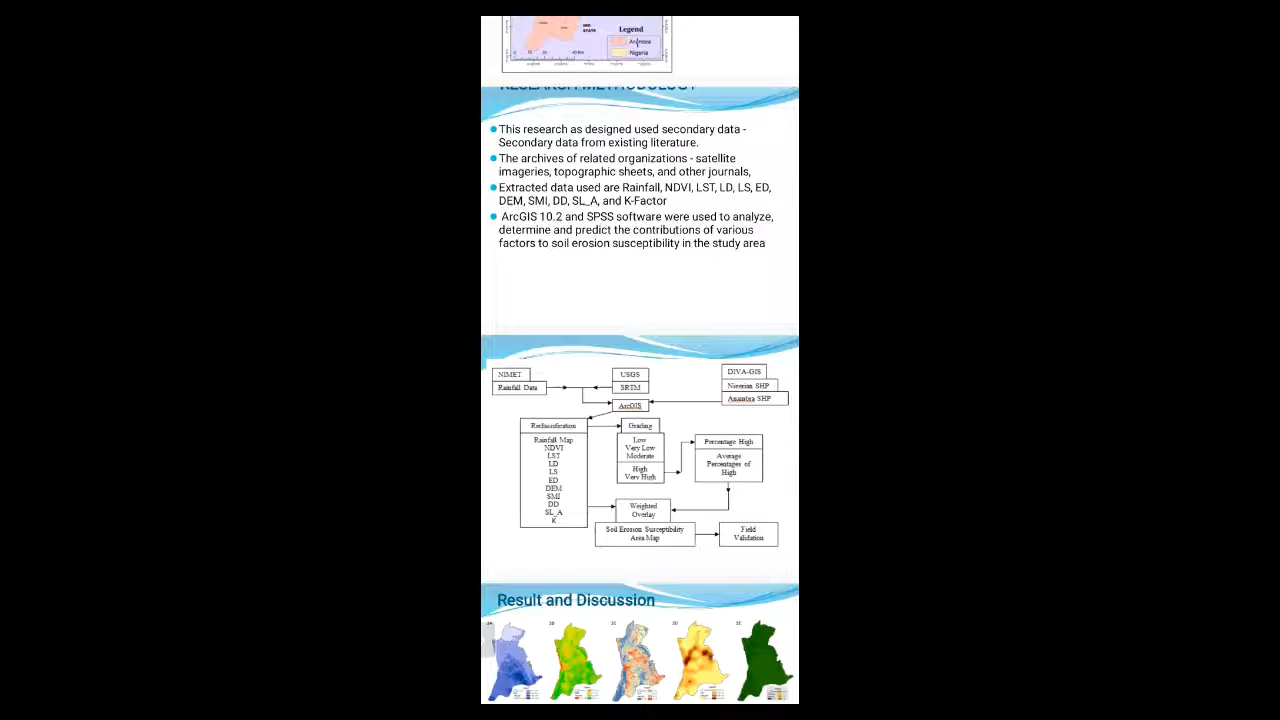 IMO
STATE
Legend
Anambra
Nigeria
RESEARCH METHODOLOGY
This research as designed used secondary data -
Secondary data from existing literature.
The archives of related organizations - satellite
imageries, topographic sheets, and other journals,
Extracted data used are Rainfall, NDVI, LST, LD, LS, ED,
DEM, SMI, DD, SL_A, and K-Factor
ArcGIS 10.2 and SPSS software were used to analyze,
determine and predict the contributions of various
factors to soil erosion susceptibility in the study area
NIMET
Rainfall Data
USGS
SRTM
ArcGIS
DIVA-GIS
Nigerian SHP
Anambra SHP
Reclassification
Rainfall Map
NDVI
LST
LD
LS
ED
DEM
SMI
DD
SL_A
K
Grading
Low
Very Low
Moderate
High
Very High
Percentage High
Average
Percentages of
High
Weighted
Overlay
Soil Erosion Susceptibility
Area Map
Field
Validation
Result and Discussion